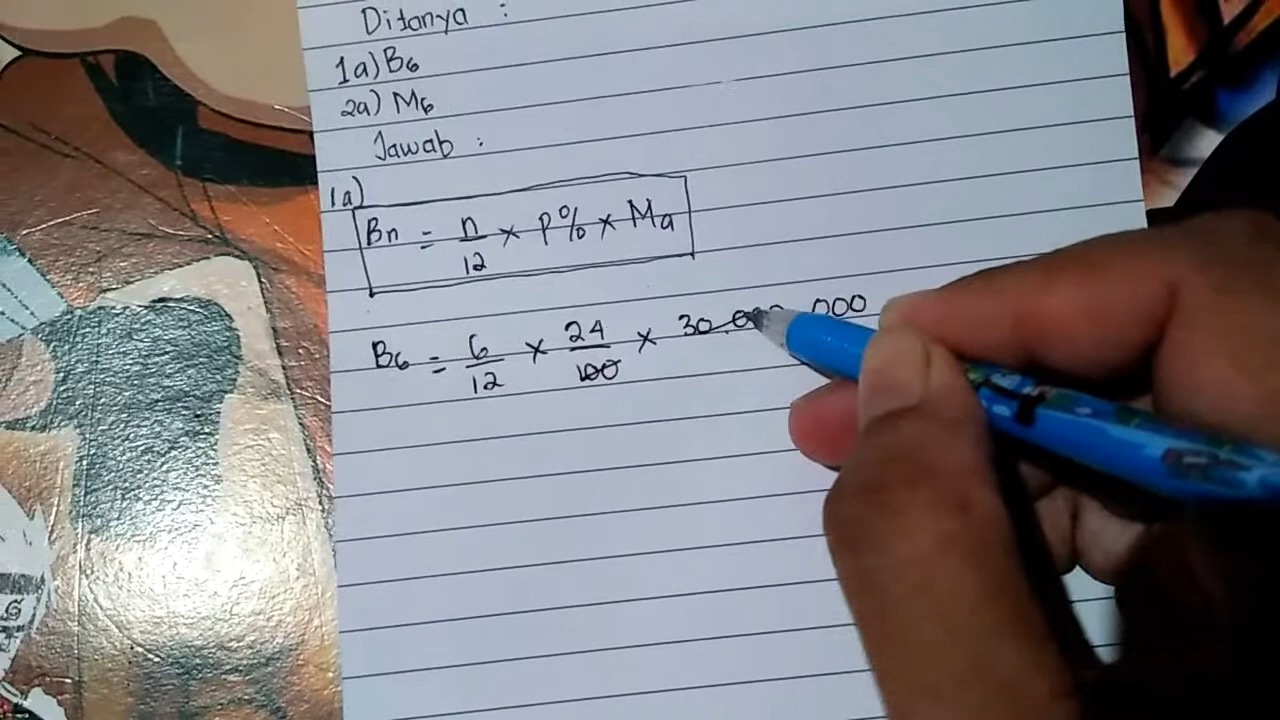 Ditanya :
1a) B6
2a) M6
Jawab :
1a)
Bn = n/12 × P% × Ma
B6 = 6/12 × 24/100 × 30.000.000